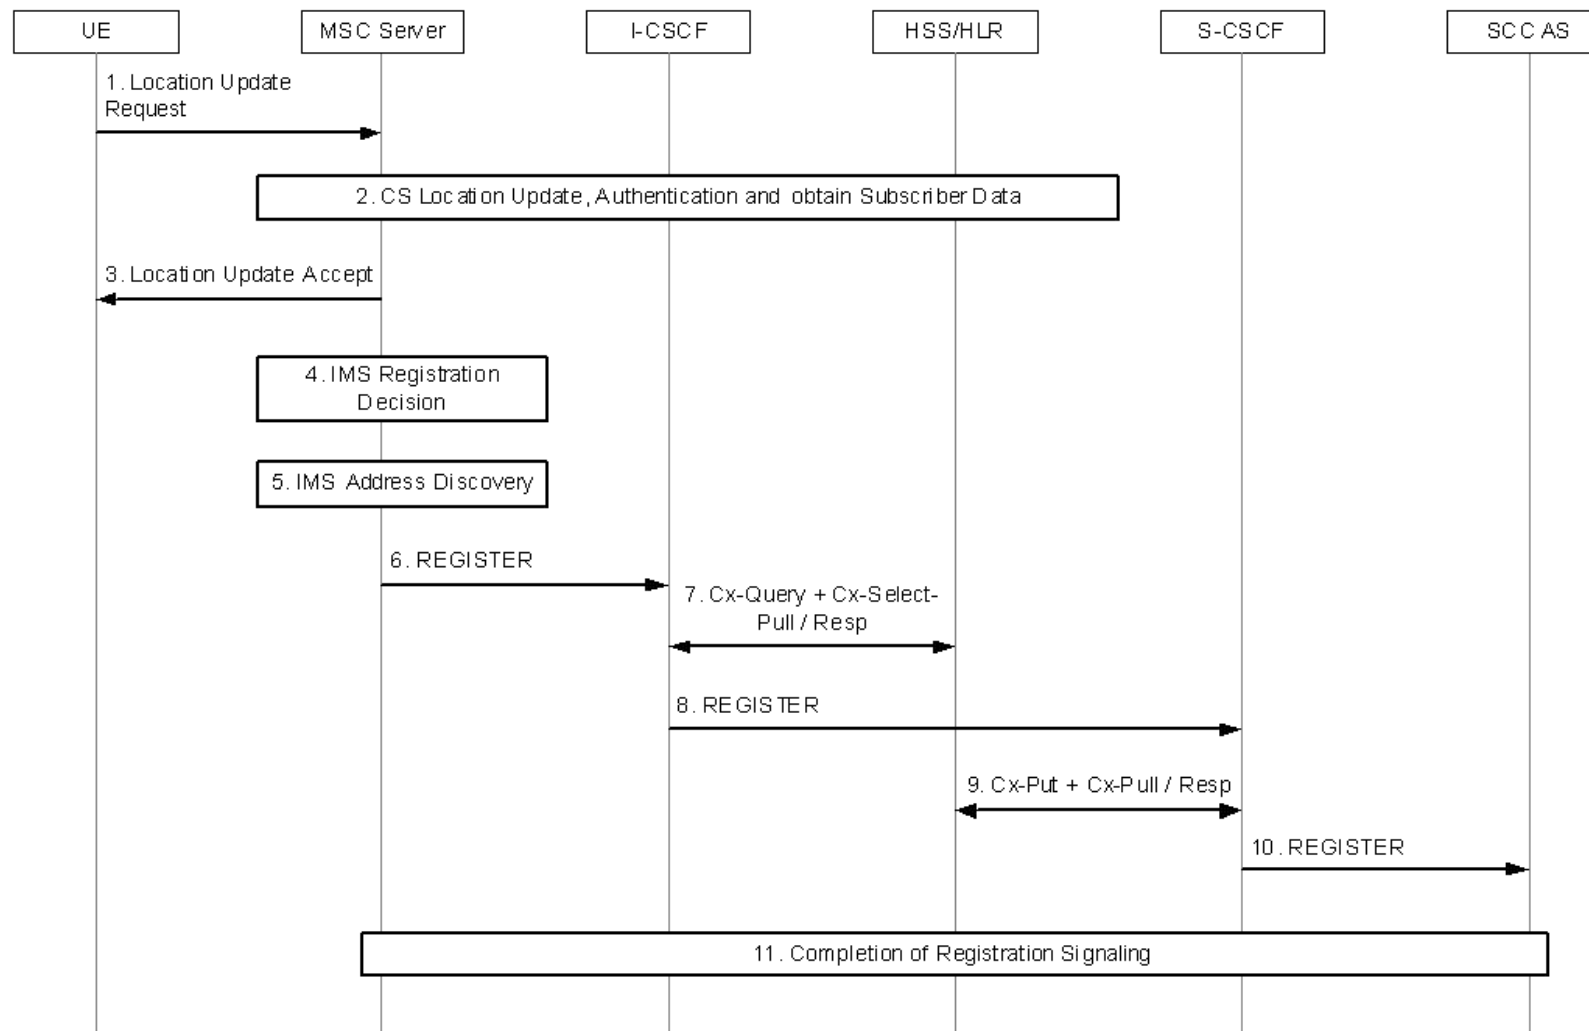 UE
MSC Server
I-CSCF
HSS/HLR
S-CSCF
SCC AS
1. Location Update
Request
2. CS Location Update, Authentication and obtain Subscriber Data
3. Location Update Accept
4. IMS Registration
Decision
5. IMS Address Discovery
6. REGISTER
7. Cx-Query + Cx-Select-
Pull / Resp
8. REGISTER
9. Cx-Put + Cx-Pull / Resp
10. REGISTER
11. Completion of Registration Signaling